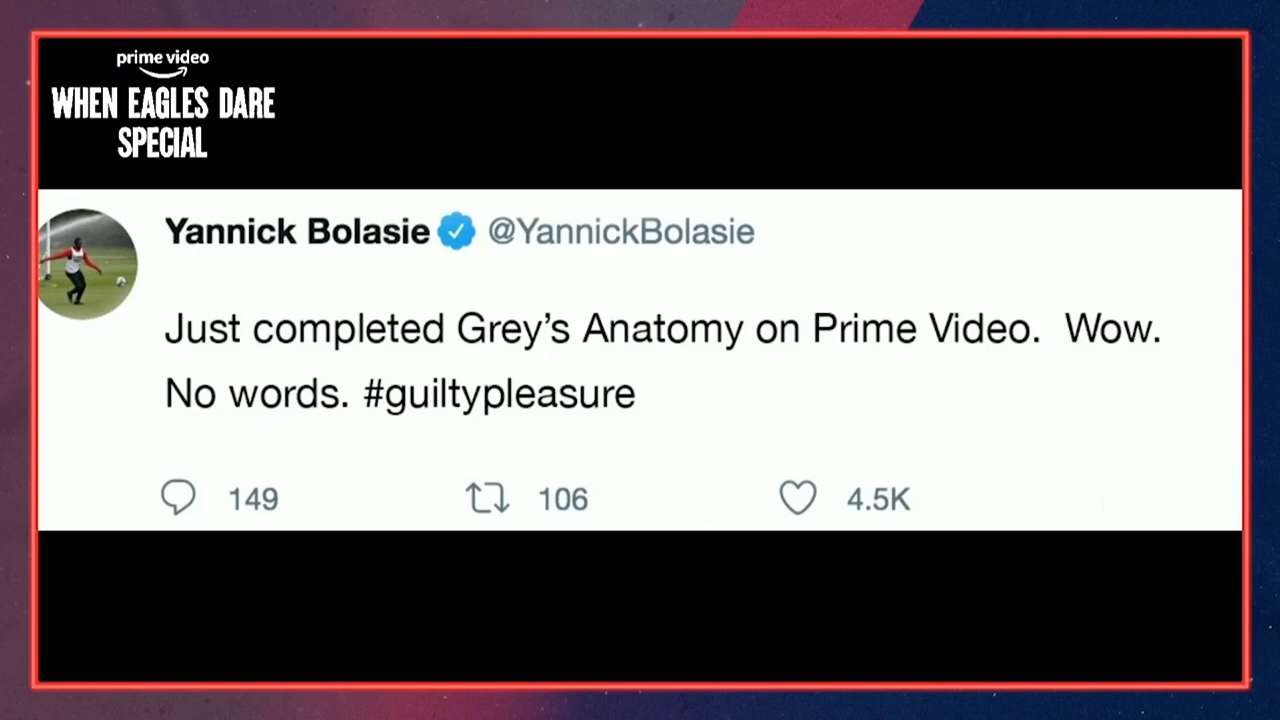 prime video
WHEN EAGLES DARE
SPECIAL
Yannick Bolasie @YannickBolasie
Just completed Grey's Anatomy on Prime Video. Wow.
No words. #guiltypleasure
149 106 4.5K